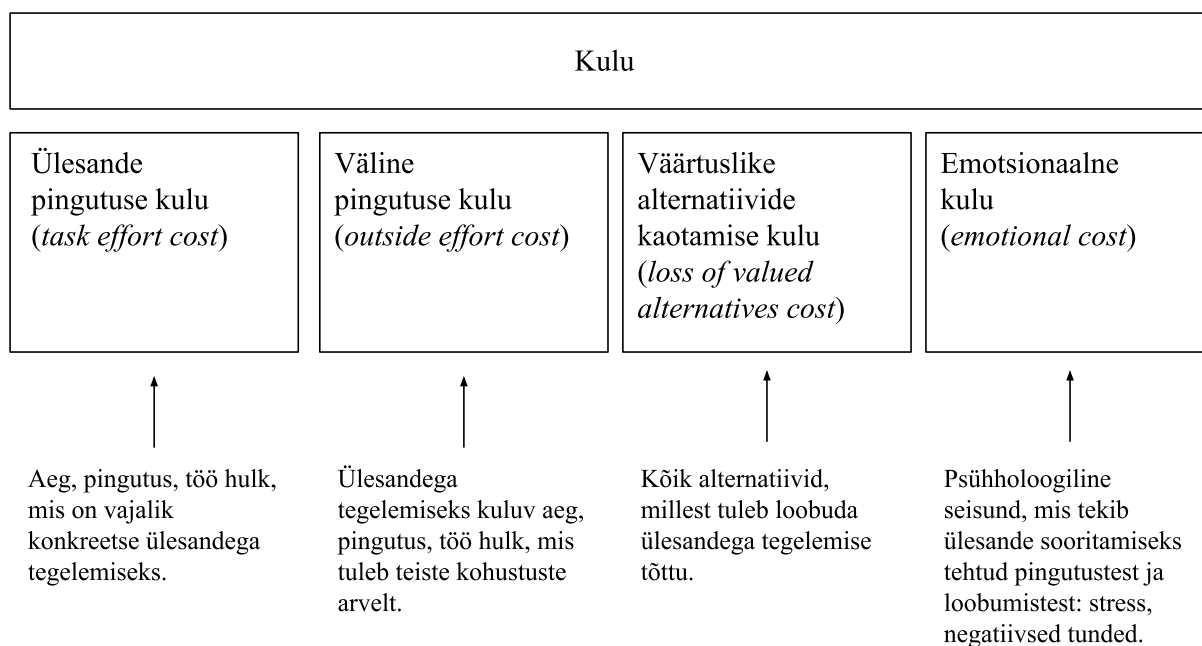 Kulu
Ülesande
pingutuse kulu
(task effort cost)
Väline
pingutuse kulu
(outside effort cost)
Väärtuslike
alternatiivide
kaotamise kulu
(loss of valued
alternatives cost)
Emotsionaalne
kulu
(emotional cost)
Aeg, pingutus, töö hulk,
mis on vajalik
konkreetse ülesandega
tegelemiseks.
Ülesandega
tegelemiseks kuluv aeg,
pingutus, töö hulk, mis
tuleb teiste kohustuste
arvelt.
Kõik alternatiivid,
millest tuleb loobuda
ülesandega tegelemise
tõttu.
Psühholoogiline
seisund, mis tekib
ülesande sooritamiseks
tehtud pingutustest ja
loobumistest: stress,
negatiivsed tunded.